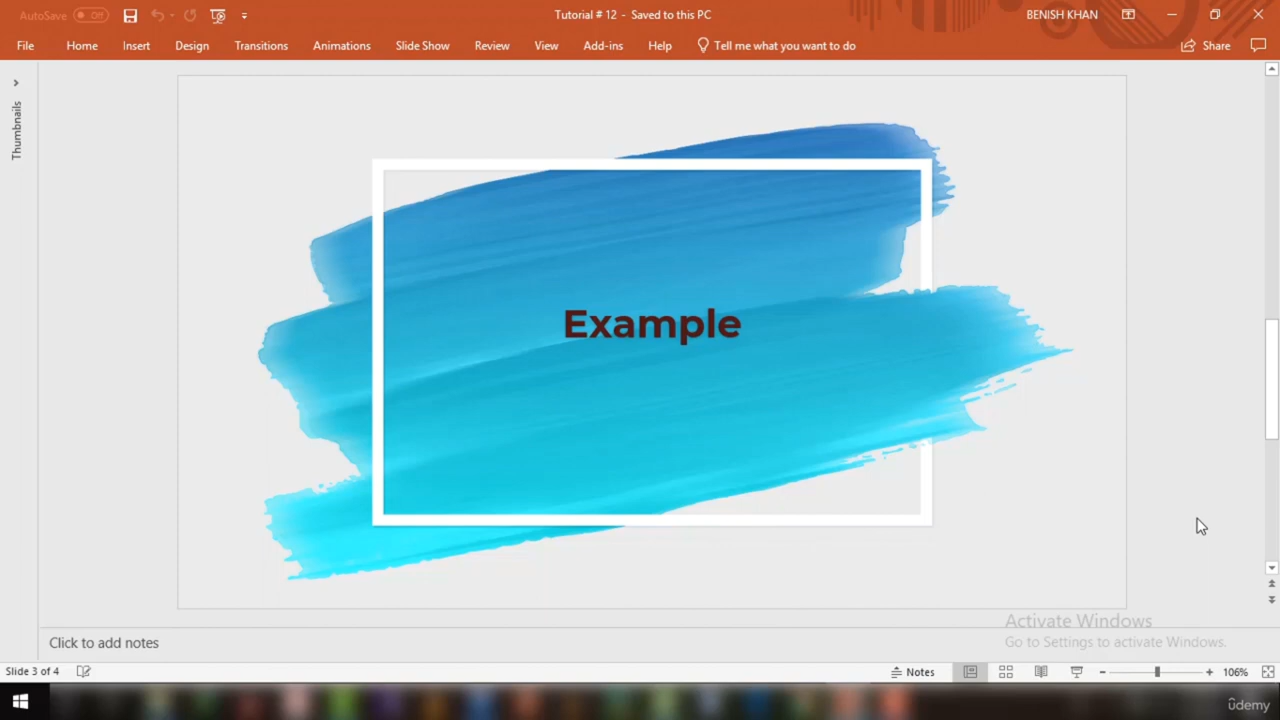 AutoSave Off
Tutorial # 12 - Saved to this PC
BENISH KHAN
File Home Insert Design Transitions Animations Slide Show Review View Add-ins Help Tell me what you want to do Share
Thumbnails
Example
Click to add notes
Activate Windows
Go to Settings to activate Windows.
Slide 3 of 4
Notes
106%
ûdemy